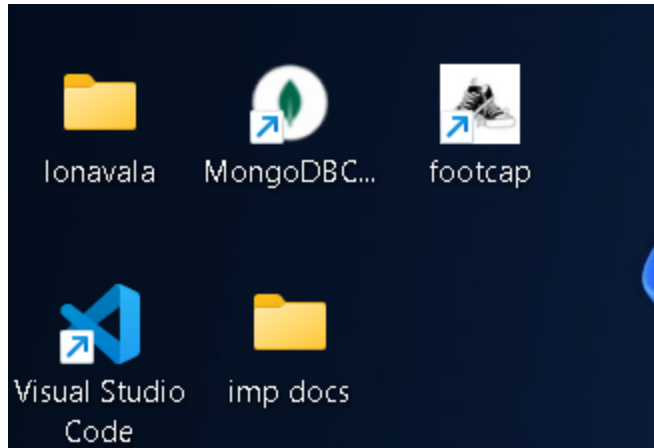 lonavala
MongoDBC...
footcap
Visual Studio
Code
imp docs